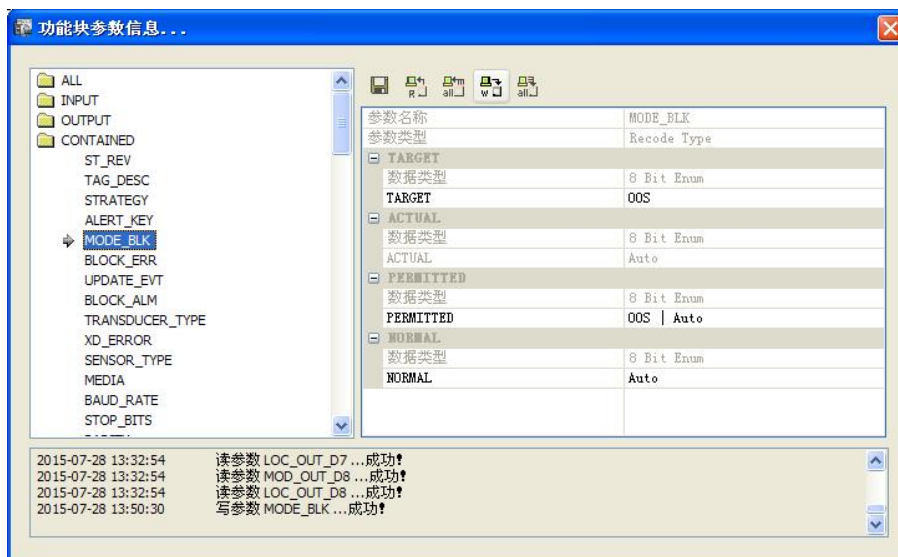 功能块参数信息...
ALL
INPUT
OUTPUT
CONTAINED
ST_REV
TAG_DESC
STRATEGY
ALERT_KEY
MODE_BLK
BLOCK_ERR
UPDATE_EVT
BLOCK_ALM
TRANSDUCER_TYPE
XD_ERROR
SENSOR_TYPE
MEDIA
BAUD_RATE
STOP_BITS
R
all
w
all
参数名称 MODE_BLK
参数类型 Recode Type
TARGET
数据类型 8 Bit Enum
TARGET OOS
ACTUAL
数据类型 8 Bit Enum
ACTUAL Auto
PERMITTED
数据类型 8 Bit Enum
PERMITTED OOS | Auto
NORMAL
数据类型 8 Bit Enum
NORMAL Auto
2015-07-28 13:32:54 读参数 LOC_OUT_D7 ...成功!
2015-07-28 13:32:54 读参数 MOD_OUT_D8 ...成功!
2015-07-28 13:32:54 读参数 LOC_OUT_D8 ...成功!
2015-07-28 13:50:30 写参数 MODE_BLK ...成功!